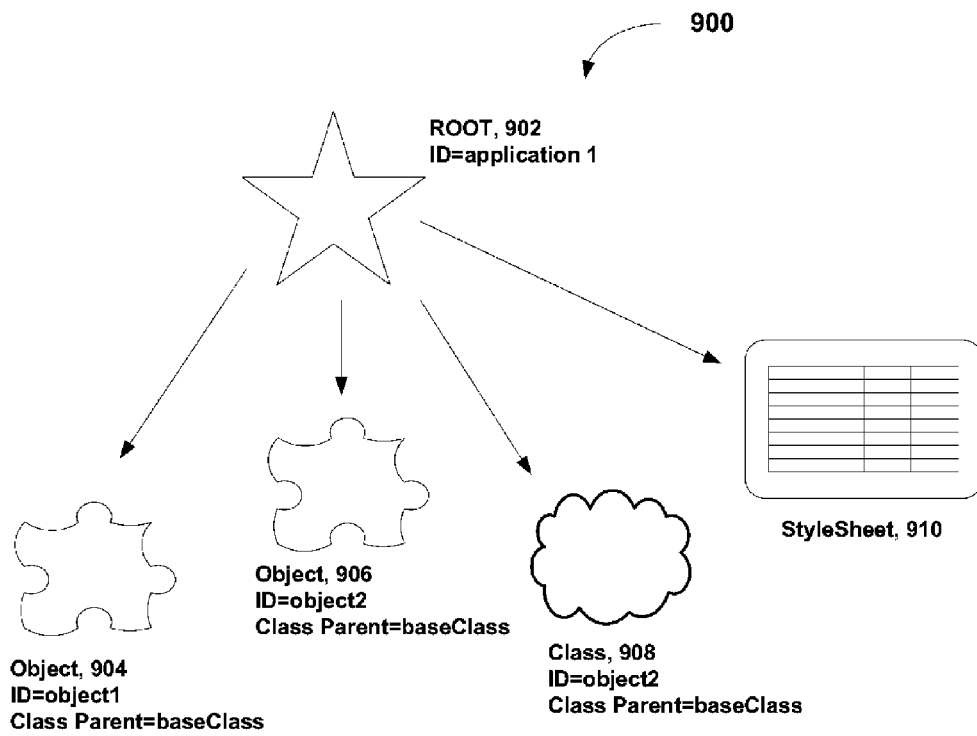 900
ROOT, 902
ID=application 1
StyleSheet, 910
Object, 906
ID=object2
Class Parent=baseClass
Class, 908
ID=object2
Class Parent=baseClass
Object, 904
ID=object1
Class Parent=baseClass